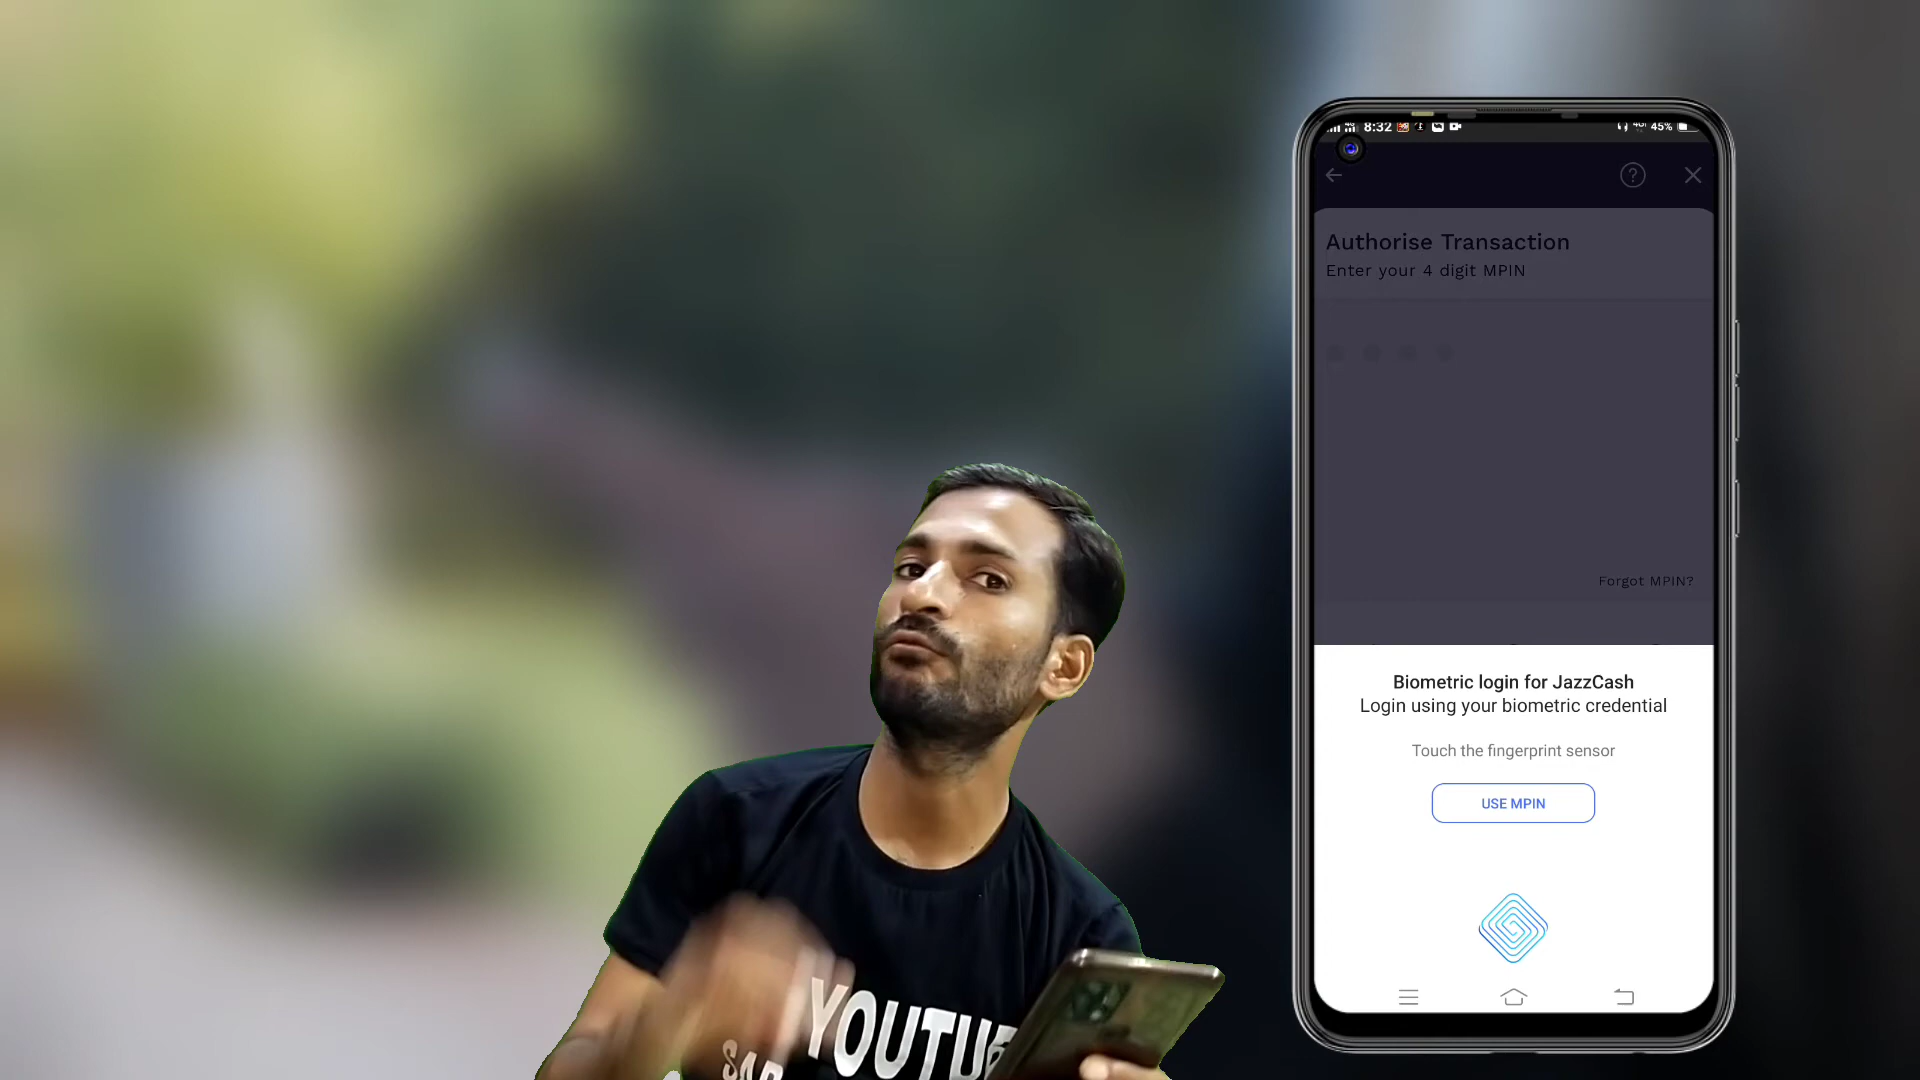 8:32
45%
Authorise Transaction
Enter your 4 digit MPIN
Forgot MPIN?
Biometric login for JazzCash
Login using your biometric credential
Touch the fingerprint sensor
USE MPIN